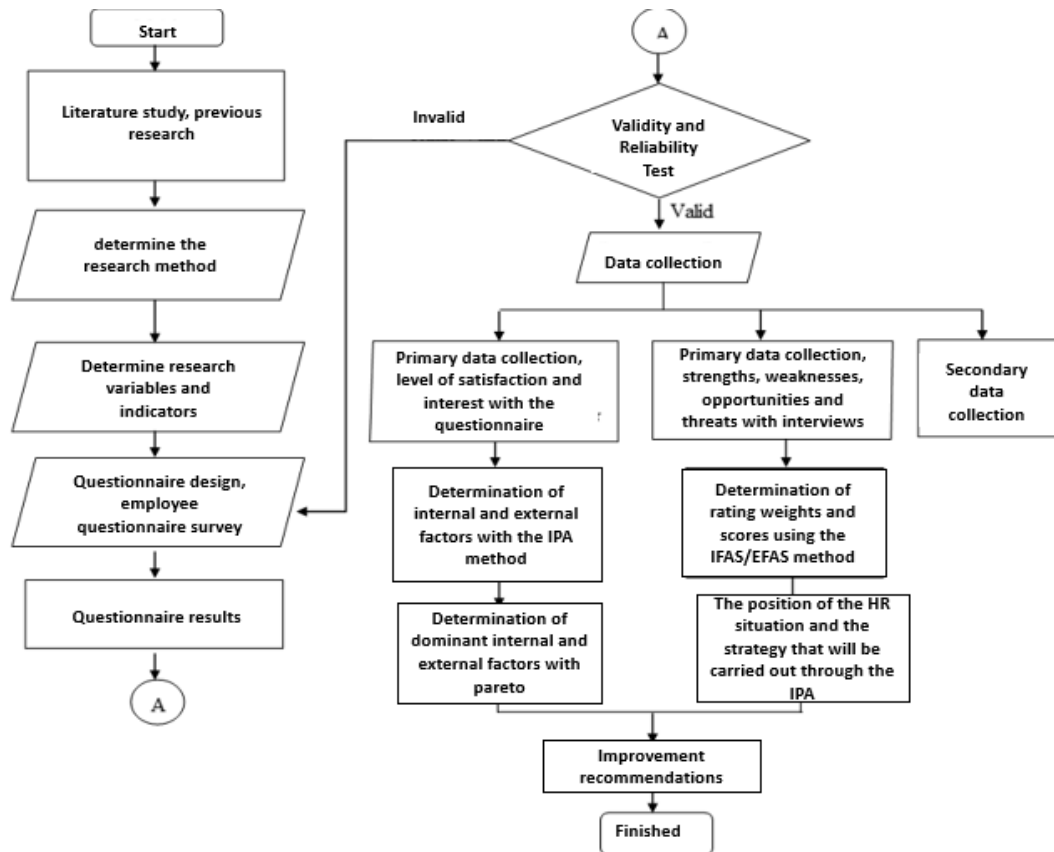 Start
Literature study, previous
research
determine the
research method
Determine research
variables and
indicators
Questionnaire design,
employee
questionnaire survey
Questionnaire results
A
A
Validity and
Reliability
Test
Invalid
Valid
Data collection
Primary data collection,
level of satisfaction and
interest with the
questionnaire
Primary data collection,
strengths, weaknesses,
opportunities and
threats with interviews
Secondary
data
collection
Determination of
internal and external
factors with the IPA
method
Determination of
rating weights and
scores using the
IFAS/EFAS method
Determination of
dominant internal and
external factors with
pareto
The position of the HR
situation and the
strategy that will be
carried out through the
IPA
Improvement
recommendations
Finished